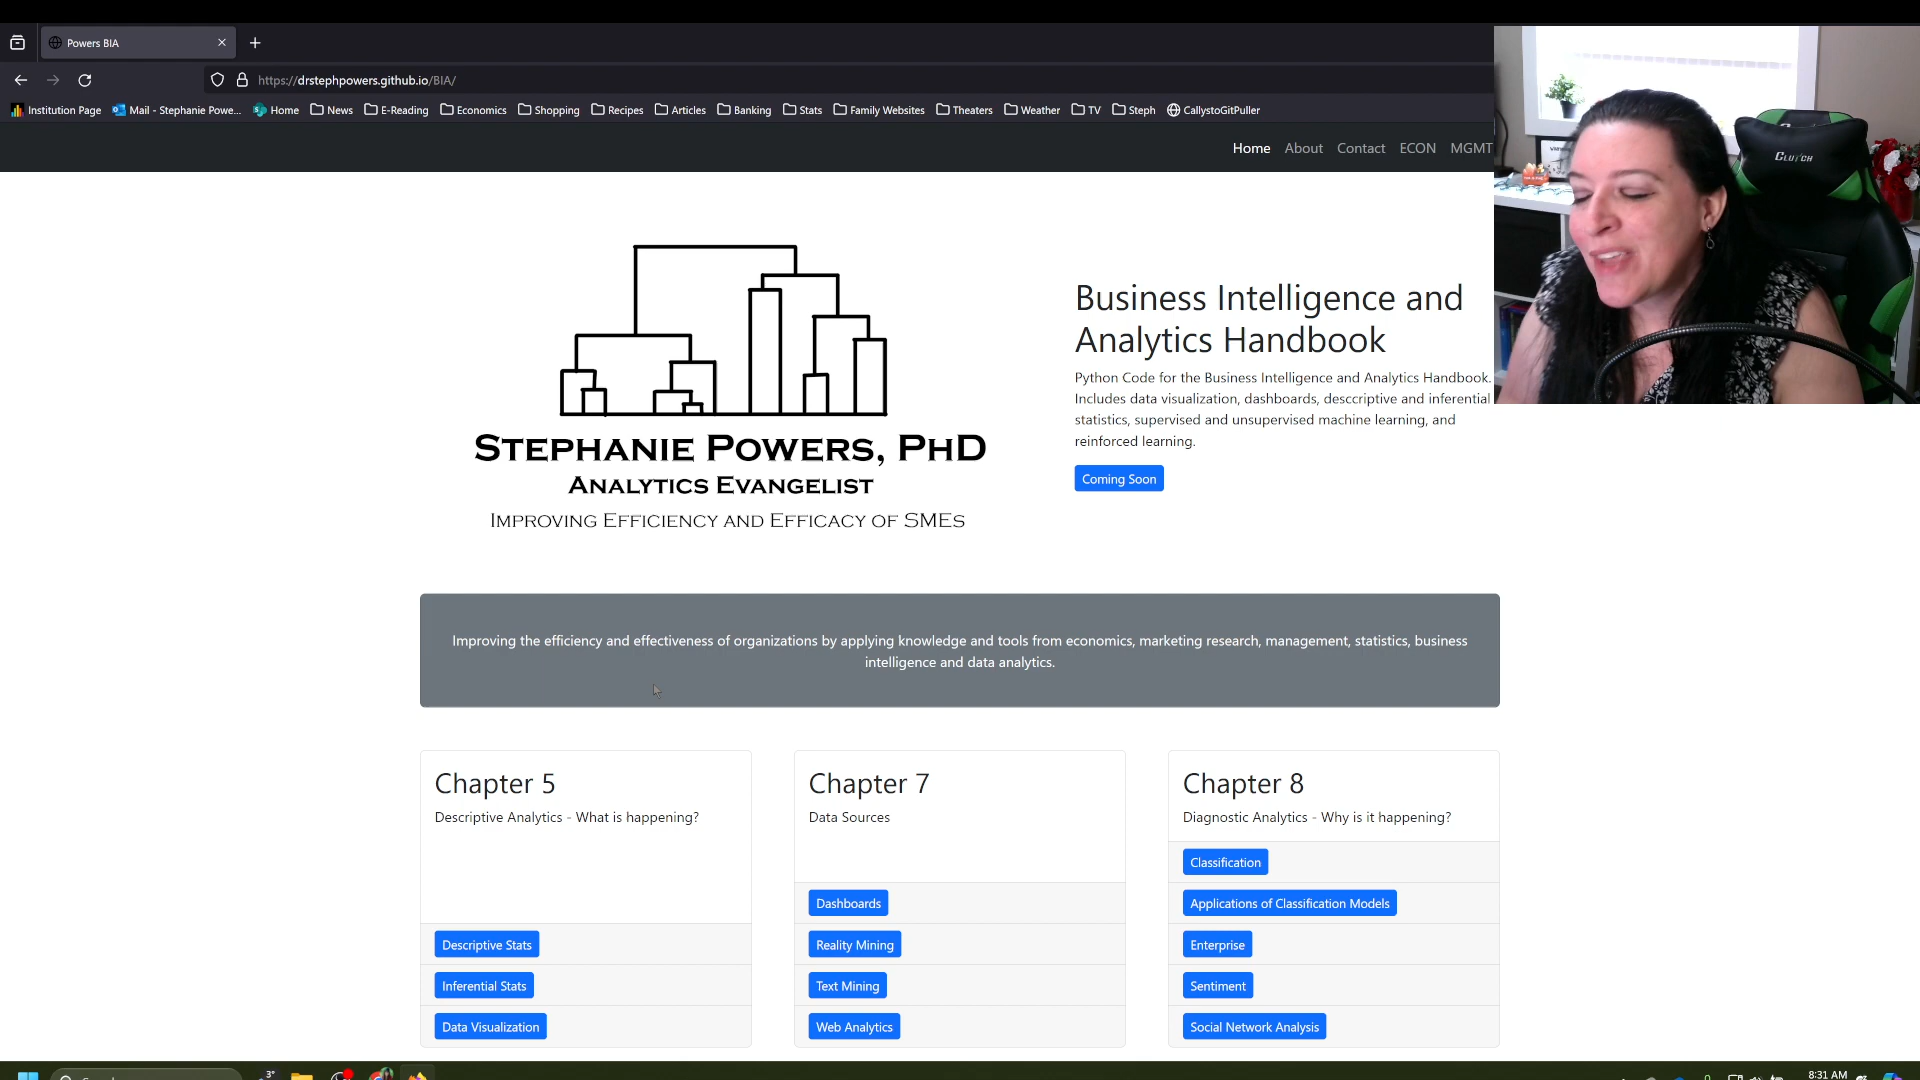 Powers BIA
https://drstephpowers.github.io/BIA/
Institution Page
Mail - Stephanie Powe...
Home
News
E-Reading
Economics
Shopping
Recipes
Articles
Banking
Stats
Family Websites
Theaters
Weather
TV
Steph
CallystoGitPuller
Home About Contact ECON MGMT
CLUTCH
Business Intelligence and
Analytics Handbook
Python Code for the Business Intelligence and Analytics Handbook.
Includes data visualization, dashboards, desccriptive and inferential
statistics, supervised and unsupervised machine learning, and
reinforced learning.
Coming Soon
STEPHANIE POWERS, PHD
ANALYTICS EVANGELIST
IMPROVING EFFICIENCY AND EFFICACY OF SMES
Improving the efficiency and effectiveness of organizations by applying knowledge and tools from economics, marketing research, management, statistics, business
intelligence and data analytics.
Chapter 5
Descriptive Analytics - What is happening?
Descriptive Stats
Inferential Stats
Data Visualization
Chapter 7
Data Sources
Dashboards
Reality Mining
Text Mining
Web Analytics
Chapter 8
Diagnostic Analytics - Why is it happening?
Classification
Applications of Classification Models
Enterprise
Sentiment
Social Network Analysis
3°
8:31 AM